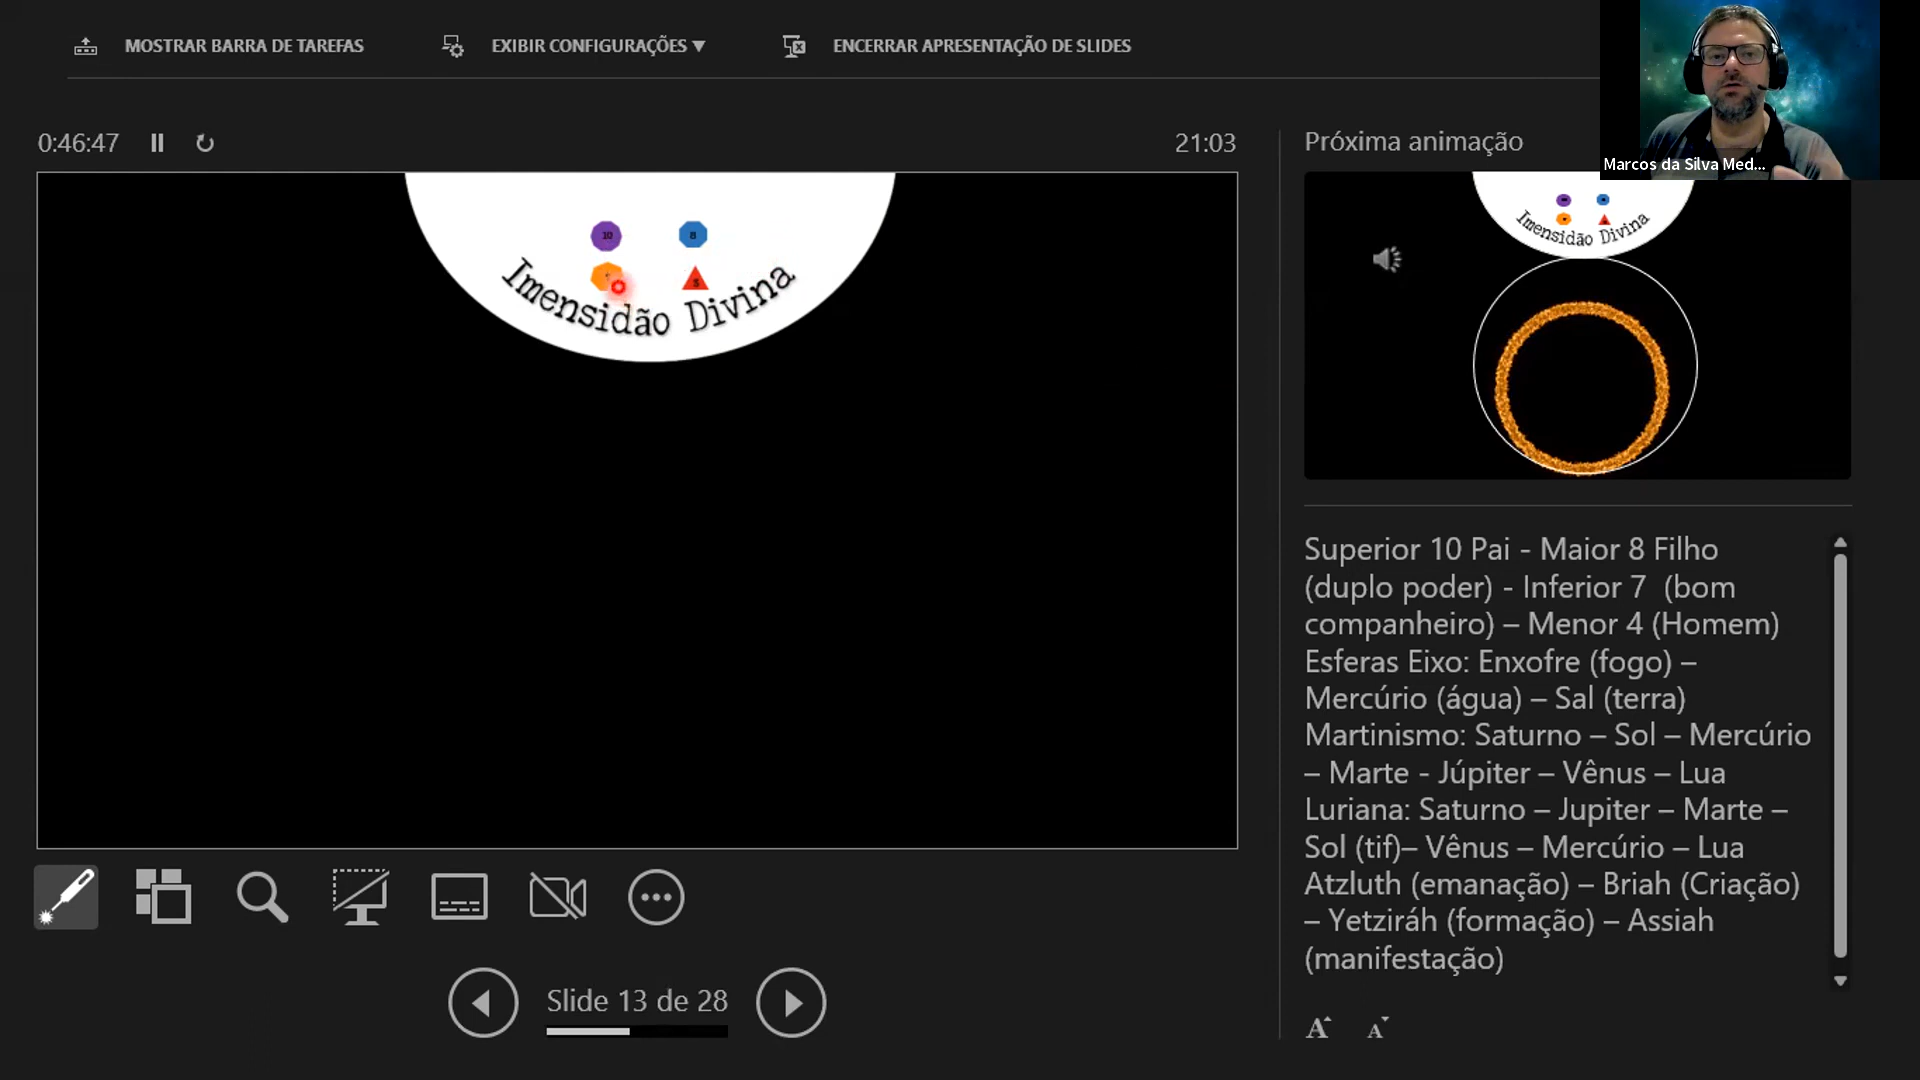 MOSTRAR BARRA DE TAREFAS
EXIBIR CONFIGURAÇÕES ▼
ENCERRAR APRESENTAÇÃO DE SLIDES
Marcos da Silva Med...
0:46:47
21:03
Próxima animação
10
8
Imensidão Divina
Imensidão Divina
Superior 10 Pai - Maior 8 Filho
(duplo poder) - Inferior 7 (bom
companheiro) – Menor 4 (Homem)
Esferas Eixo: Enxofre (fogo) –
Mercúrio (água) – Sal (terra)
Martinismo: Saturno – Sol – Mercúrio
– Marte - Júpiter – Vênus – Lua
Luriana: Saturno – Jupiter – Marte –
Sol (tif)– Vênus – Mercúrio – Lua
Atzluth (emanação) – Briah (Criação)
– Yetziráh (formação) – Assiah
(manifestação)
Slide 13 de 28
A A